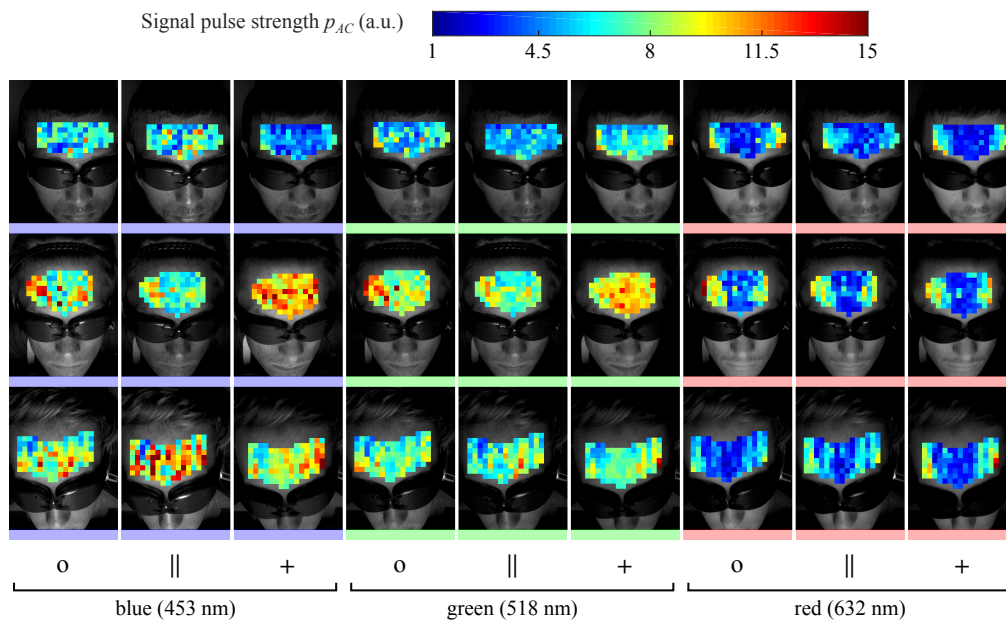 Signal pulse strength p_AC (a.u.)
1 4.5 8 11.5 15
o || + o || + o || +
blue (453 nm) green (518 nm) red (632 nm)